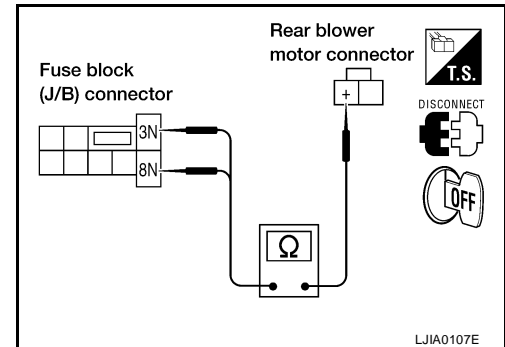 Rear blower
motor connector
T.S.
Fuse block
(J/B) connector
DISCONNECT
+
3N
8N
OFF
Ω
LJIA0107E